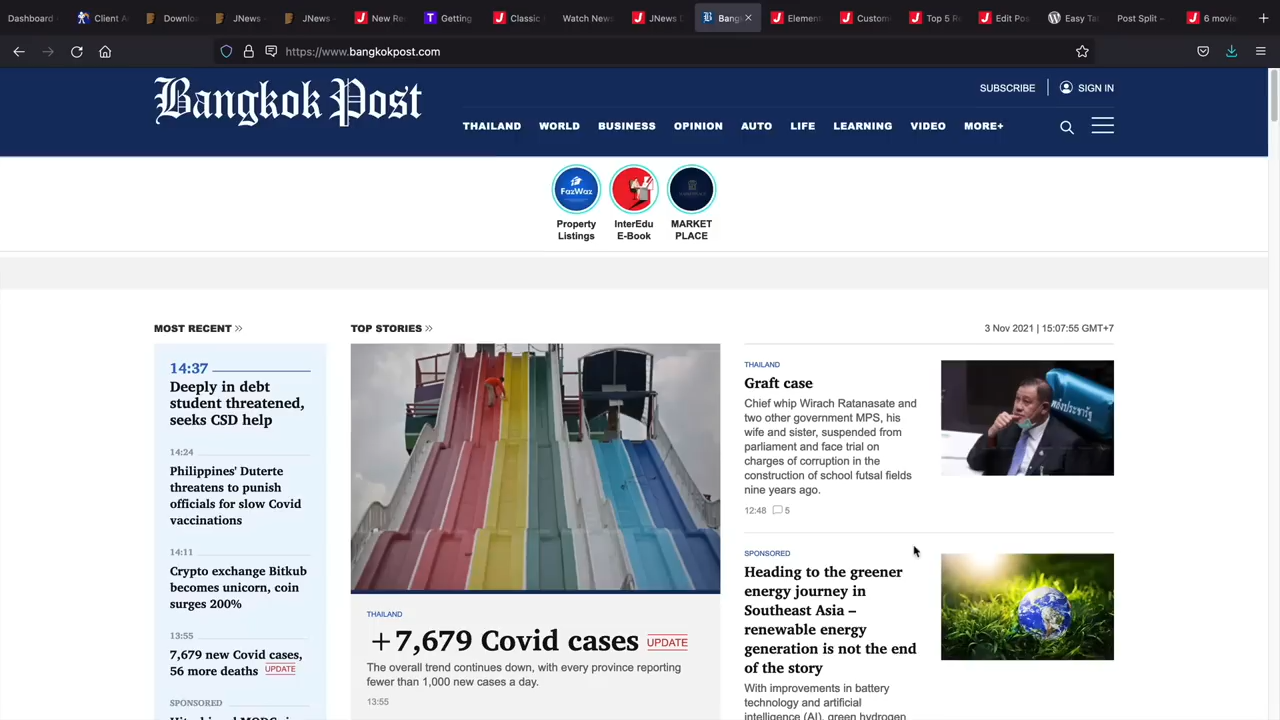 Dashboard
Client A
Downlo
JNews
JNews
New Re
Getting
Classic
Watch News
JNews
Bang
Element
Custom
Top 5 R
Edit Pos
Easy Ta
Post Split –
6 movie
https://www.bangkokpost.com
Bangkok Post
SUBSCRIBE
SIGN IN
THAILAND WORLD BUSINESS OPINION AUTO LIFE LEARNING VIDEO MORE+
FazWaz
Property
Listings
InterEdu
E-Book
MARKET
PLACE
MOST RECENT »
14:37
Deeply in debt
student threatened,
seeks CSD help
14:24
Philippines' Duterte
threatens to punish
officials for slow Covid
vaccinations
14:11
Crypto exchange Bitkub
becomes unicorn, coin
surges 200%
13:55
7,679 new Covid cases,
56 more deaths UPDATE
SPONSORED
TOP STORIES »
THAILAND
+7,679 Covid cases UPDATE
The overall trend continues down, with every province reporting
fewer than 1,000 new cases a day.
13:55
3 Nov 2021 | 15:07:55 GMT+7
THAILAND
Graft case
Chief whip Wirach Ratanasate and
two other government MPS, his
wife and sister, suspended from
parliament and face trial on
charges of corruption in the
construction of school futsal fields
nine years ago.
12:48 5
SPONSORED
Heading to the greener
energy journey in
Southeast Asia –
renewable energy
generation is not the end
of the story
With improvements in battery
technology and artificial
intelligence (AI), green hydrogen